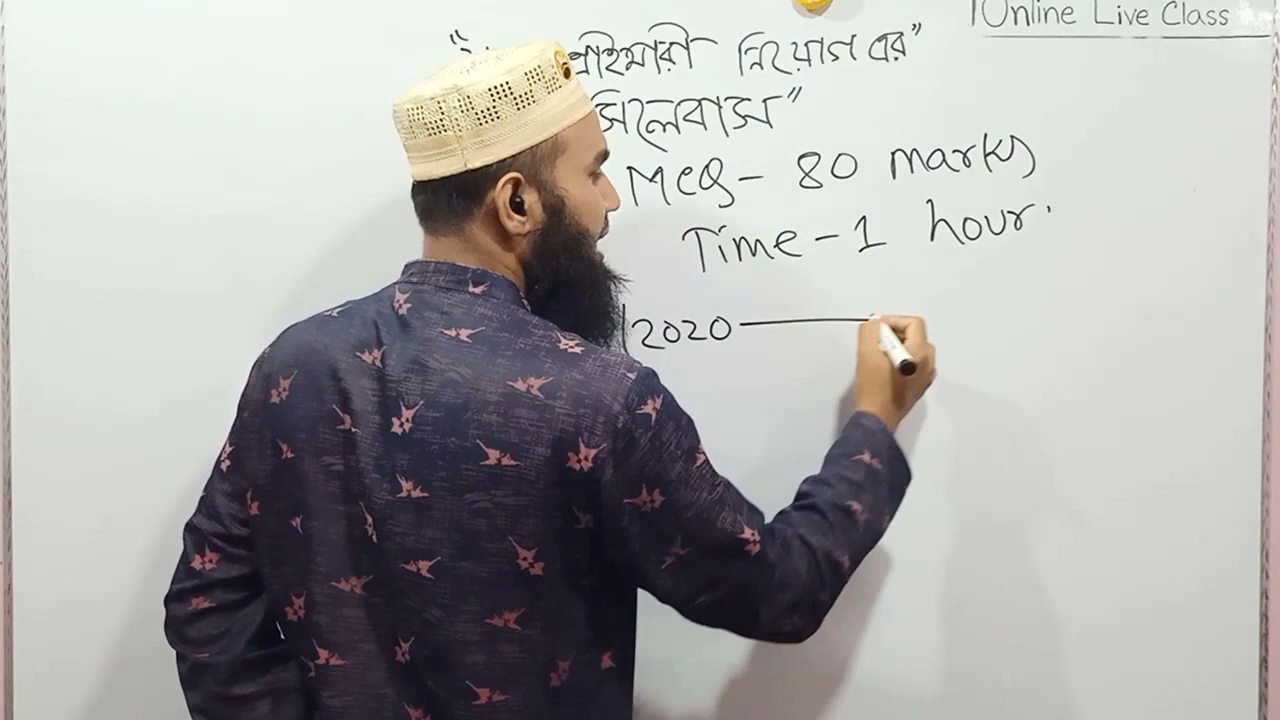 Online Live Class
প্রাইমারী নিয়োগ এর”
সিলেবাস”
MCQ - 80 marks
Time - 1 hour.
2020